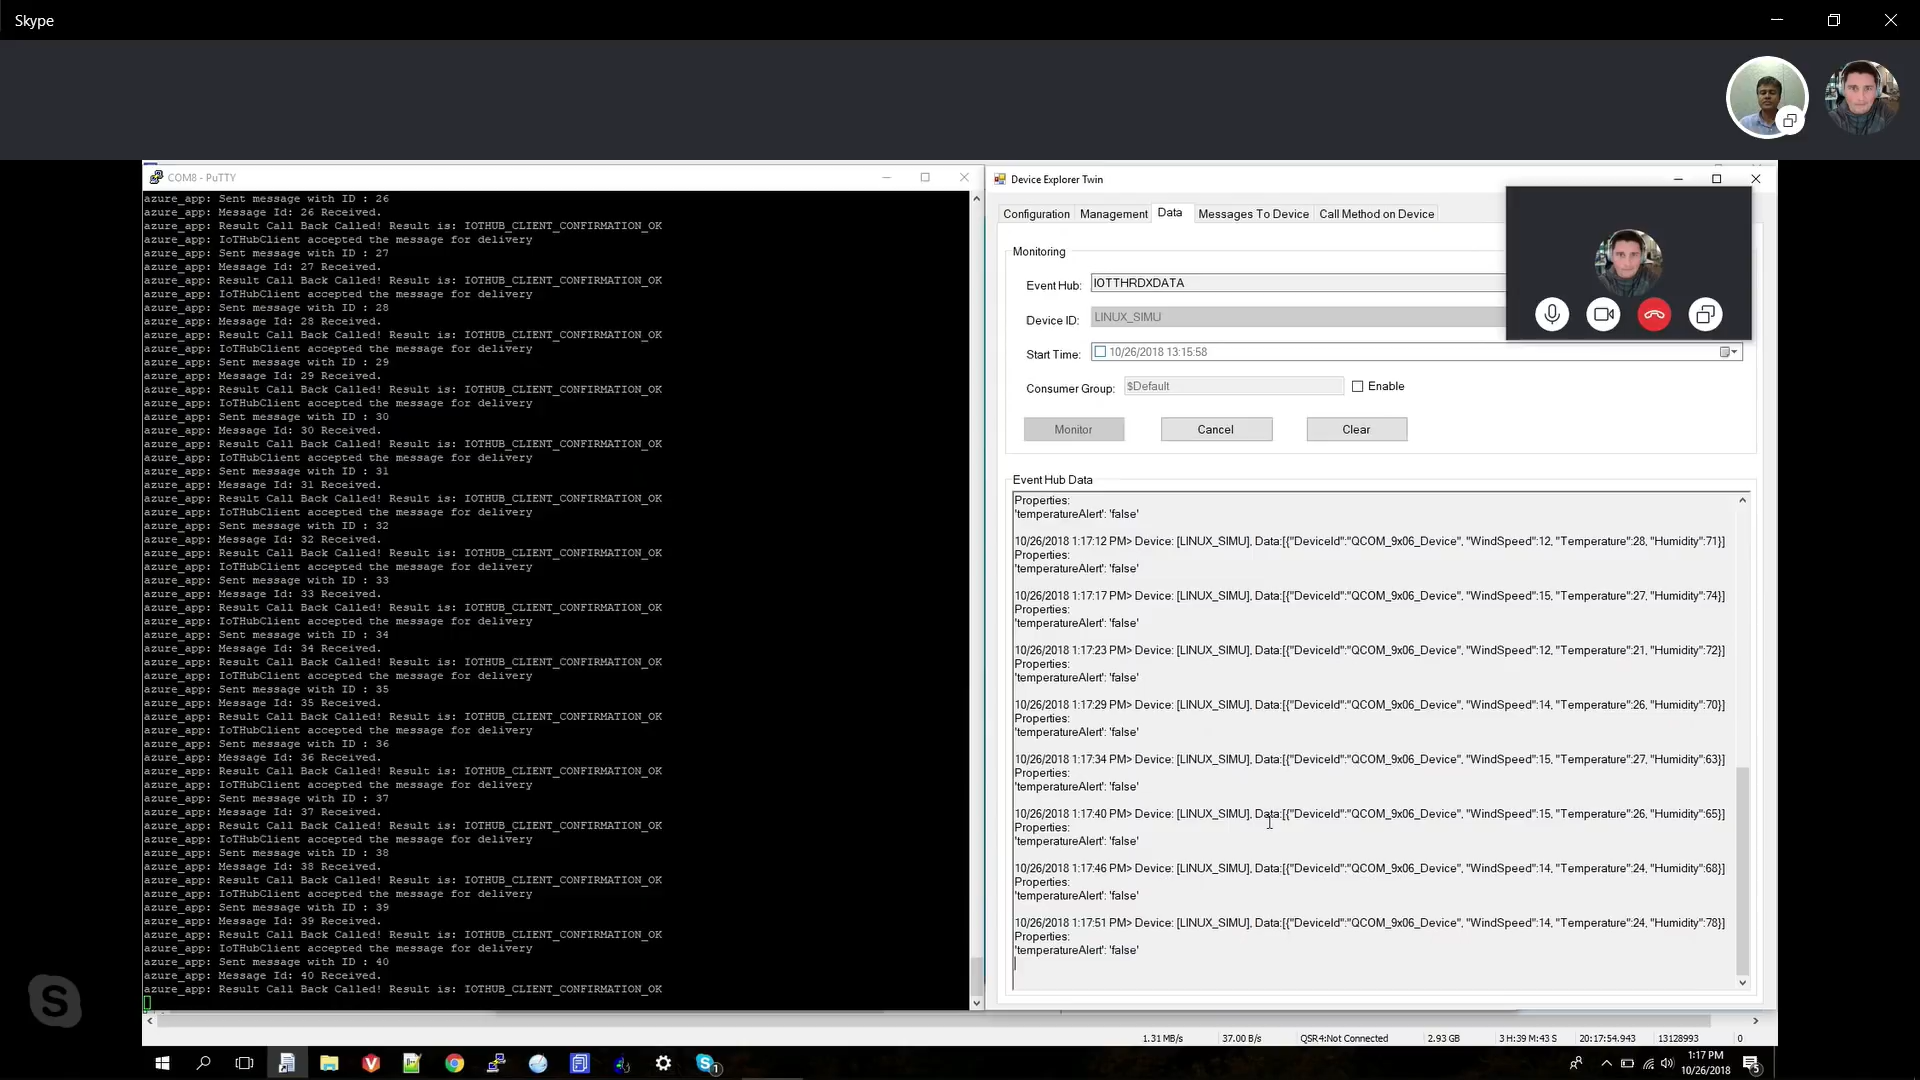 Skype
COM8 - PuTTY
azure_app: Sent message with ID : 26
azure_app: Message Id: 26 Received.
azure_app: Result Call Back Called! Result is: IOTHUB_CLIENT_CONFIRMATION_OK
azure_app: IoTHubClient accepted the message for delivery
azure_app: Sent message with ID : 27
azure_app: Message Id: 27 Received.
azure_app: Result Call Back Called! Result is: IOTHUB_CLIENT_CONFIRMATION_OK
azure_app: IoTHubClient accepted the message for delivery
azure_app: Sent message with ID : 28
azure_app: Message Id: 28 Received.
azure_app: Result Call Back Called! Result is: IOTHUB_CLIENT_CONFIRMATION_OK
azure_app: IoTHubClient accepted the message for delivery
azure_app: Sent message with ID : 29
azure_app: Message Id: 29 Received.
azure_app: Result Call Back Called! Result is: IOTHUB_CLIENT_CONFIRMATION_OK
azure_app: IoTHubClient accepted the message for delivery
azure_app: Sent message with ID : 30
azure_app: Message Id: 30 Received.
azure_app: Result Call Back Called! Result is: IOTHUB_CLIENT_CONFIRMATION_OK
azure_app: IoTHubClient accepted the message for delivery
azure_app: Sent message with ID : 31
azure_app: Message Id: 31 Received.
azure_app: Result Call Back Called! Result is: IOTHUB_CLIENT_CONFIRMATION_OK
azure_app: IoTHubClient accepted the message for delivery
azure_app: Sent message with ID : 32
azure_app: Message Id: 32 Received.
azure_app: Result Call Back Called! Result is: IOTHUB_CLIENT_CONFIRMATION_OK
azure_app: IoTHubClient accepted the message for delivery
azure_app: Sent message with ID : 33
azure_app: Message Id: 33 Received.
azure_app: Result Call Back Called! Result is: IOTHUB_CLIENT_CONFIRMATION_OK
azure_app: IoTHubClient accepted the message for delivery
azure_app: Sent message with ID : 34
azure_app: Message Id: 34 Received.
azure_app: Result Call Back Called! Result is: IOTHUB_CLIENT_CONFIRMATION_OK
azure_app: IoTHubClient accepted the message for delivery
azure_app: Sent message with ID : 35
azure_app: Message Id: 35 Received.
azure_app: Result Call Back Called! Result is: IOTHUB_CLIENT_CONFIRMATION_OK
azure_app: IoTHubClient accepted the message for delivery
azure_app: Sent message with ID : 36
azure_app: Message Id: 36 Received.
azure_app: Result Call Back Called! Result is: IOTHUB_CLIENT_CONFIRMATION_OK
azure_app: IoTHubClient accepted the message for delivery
azure_app: Sent message with ID : 37
azure_app: Message Id: 37 Received.
azure_app: Result Call Back Called! Result is: IOTHUB_CLIENT_CONFIRMATION_OK
azure_app: IoTHubClient accepted the message for delivery
azure_app: Sent message with ID : 38
azure_app: Message Id: 38 Received.
azure_app: Result Call Back Called! Result is: IOTHUB_CLIENT_CONFIRMATION_OK
azure_app: IoTHubClient accepted the message for delivery
azure_app: Sent message with ID : 39
azure_app: Message Id: 39 Received.
azure_app: Result Call Back Called! Result is: IOTHUB_CLIENT_CONFIRMATION_OK
azure_app: IoTHubClient accepted the message for delivery
azure_app: Sent message with ID : 40
azure_app: Message Id: 40 Received.
azure_app: Result Call Back Called! Result is: IOTHUB_CLIENT_CONFIRMATION_OK
Device Explorer Twin
Configuration Management Data Messages To Device Call Method on Device
Monitoring
Event Hub: IOTTHRDXDATA
Device ID: LINUX_SIMU
Start Time: 10/26/2018 13:15:58
Consumer Group: $Default Enable
Monitor Cancel Clear
Event Hub Data
Properties:
'temperatureAlert': 'false'
10/26/2018 1:17:12 PM> Device: [LINUX_SIMU], Data:[{"DeviceId":"QCOM_9x06_Device", "WindSpeed":12, "Temperature":28, "Humidity":71}]
Properties:
'temperatureAlert': 'false'
10/26/2018 1:17:17 PM> Device: [LINUX_SIMU], Data:[{"DeviceId":"QCOM_9x06_Device", "WindSpeed":15, "Temperature":27, "Humidity":74}]
Properties:
'temperatureAlert': 'false'
10/26/2018 1:17:23 PM> Device: [LINUX_SIMU], Data:[{"DeviceId":"QCOM_9x06_Device", "WindSpeed":12, "Temperature":21, "Humidity":72}]
Properties:
'temperatureAlert': 'false'
10/26/2018 1:17:29 PM> Device: [LINUX_SIMU], Data:[{"DeviceId":"QCOM_9x06_Device", "WindSpeed":14, "Temperature":26, "Humidity":70}]
Properties:
'temperatureAlert': 'false'
10/26/2018 1:17:34 PM> Device: [LINUX_SIMU], Data:[{"DeviceId":"QCOM_9x06_Device", "WindSpeed":15, "Temperature":27, "Humidity":63}]
Properties:
'temperatureAlert': 'false'
10/26/2018 1:17:40 PM> Device: [LINUX_SIMU], Data:[{"DeviceId":"QCOM_9x06_Device", "WindSpeed":15, "Temperature":26, "Humidity":65}]
Properties:
'temperatureAlert': 'false'
10/26/2018 1:17:46 PM> Device: [LINUX_SIMU], Data:[{"DeviceId":"QCOM_9x06_Device", "WindSpeed":14, "Temperature":24, "Humidity":68}]
Properties:
'temperatureAlert': 'false'
10/26/2018 1:17:51 PM> Device: [LINUX_SIMU], Data:[{"DeviceId":"QCOM_9x06_Device", "WindSpeed":14, "Temperature":24, "Humidity":78}]
Properties:
'temperatureAlert': 'false'
1.31 MB/s 37.00 B/s QSR4:Not Connected 2.93 GB 3 H:39 M:43 S 20:17:54.943 13128993 0
1:17 PM
10/26/2018